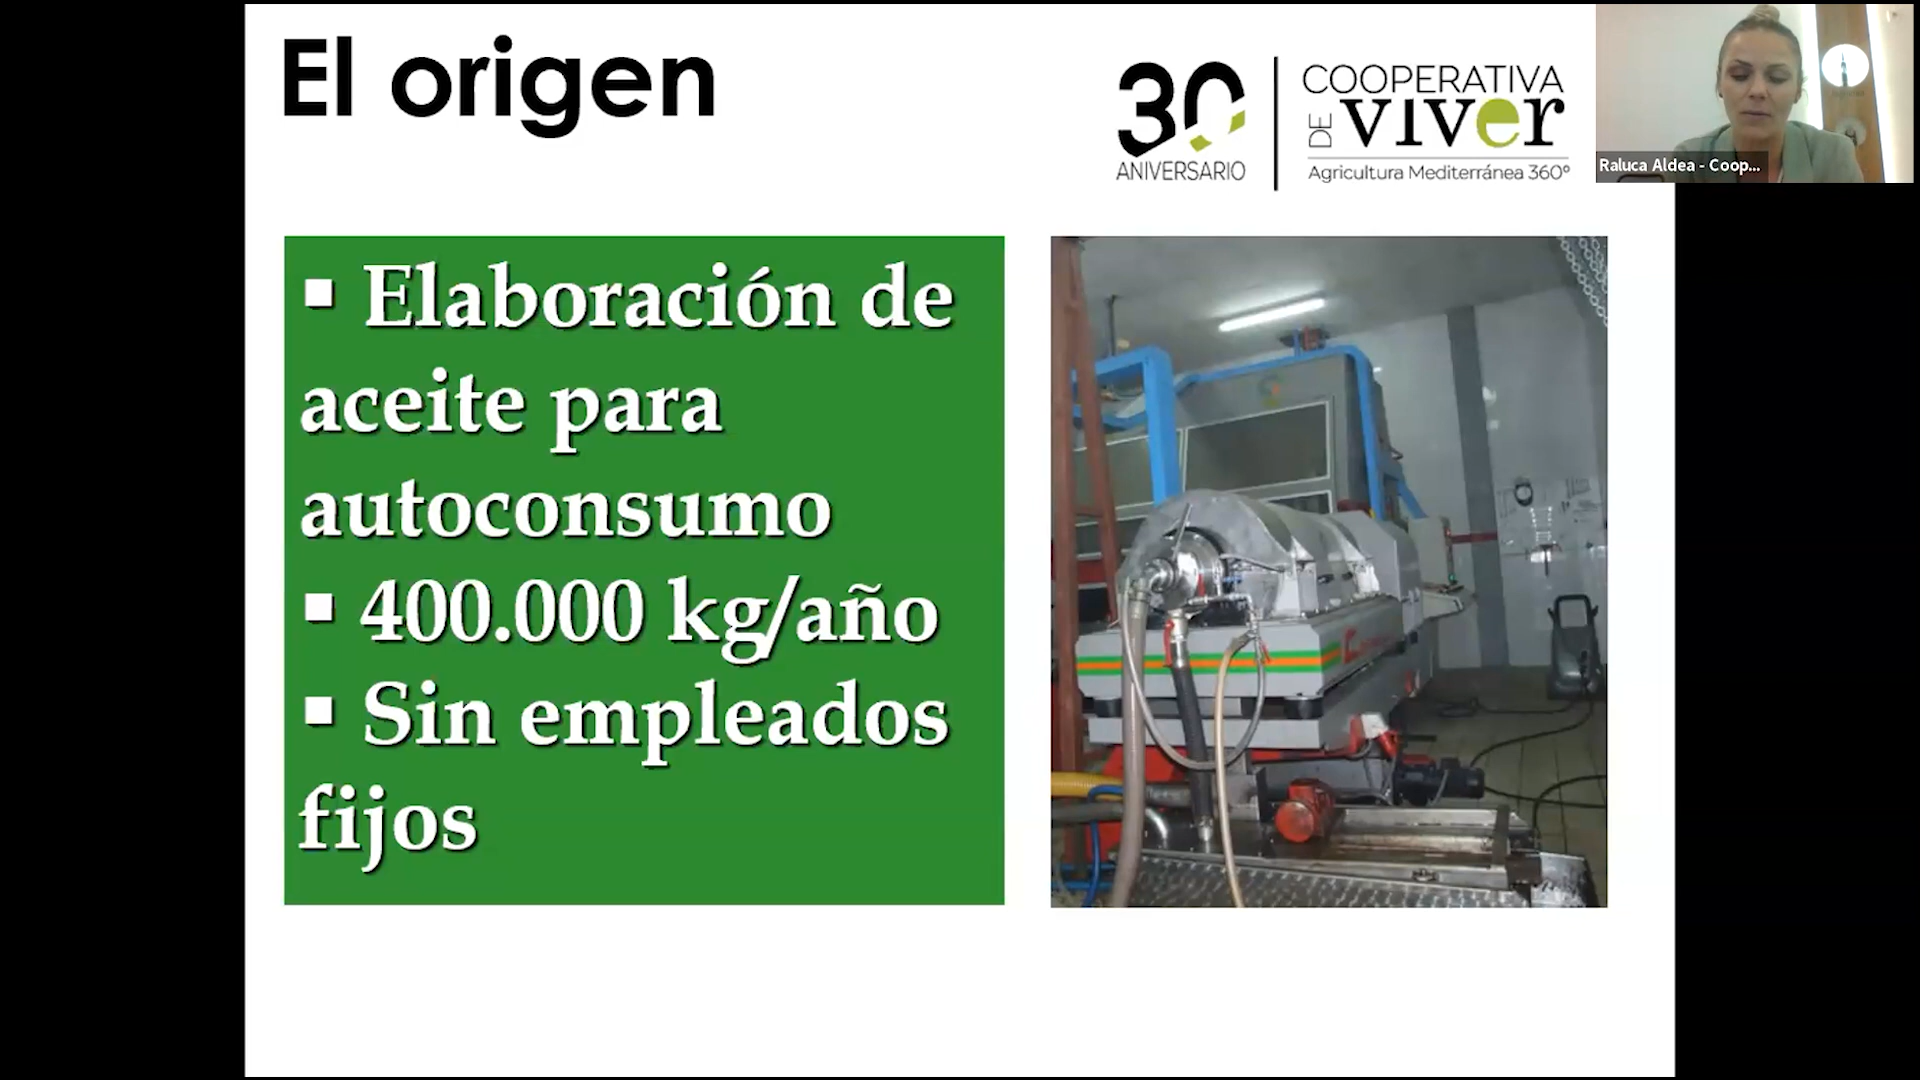 El origen
30
ANIVERSARIO
COOPERATIVA
DE
viver
Agricultura Mediterránea 360º
Raluca Aldea - Coop...
▪ Elaboración de
aceite para
autoconsumo
▪ 400.000 kg/año
▪ Sin empleados
fijos